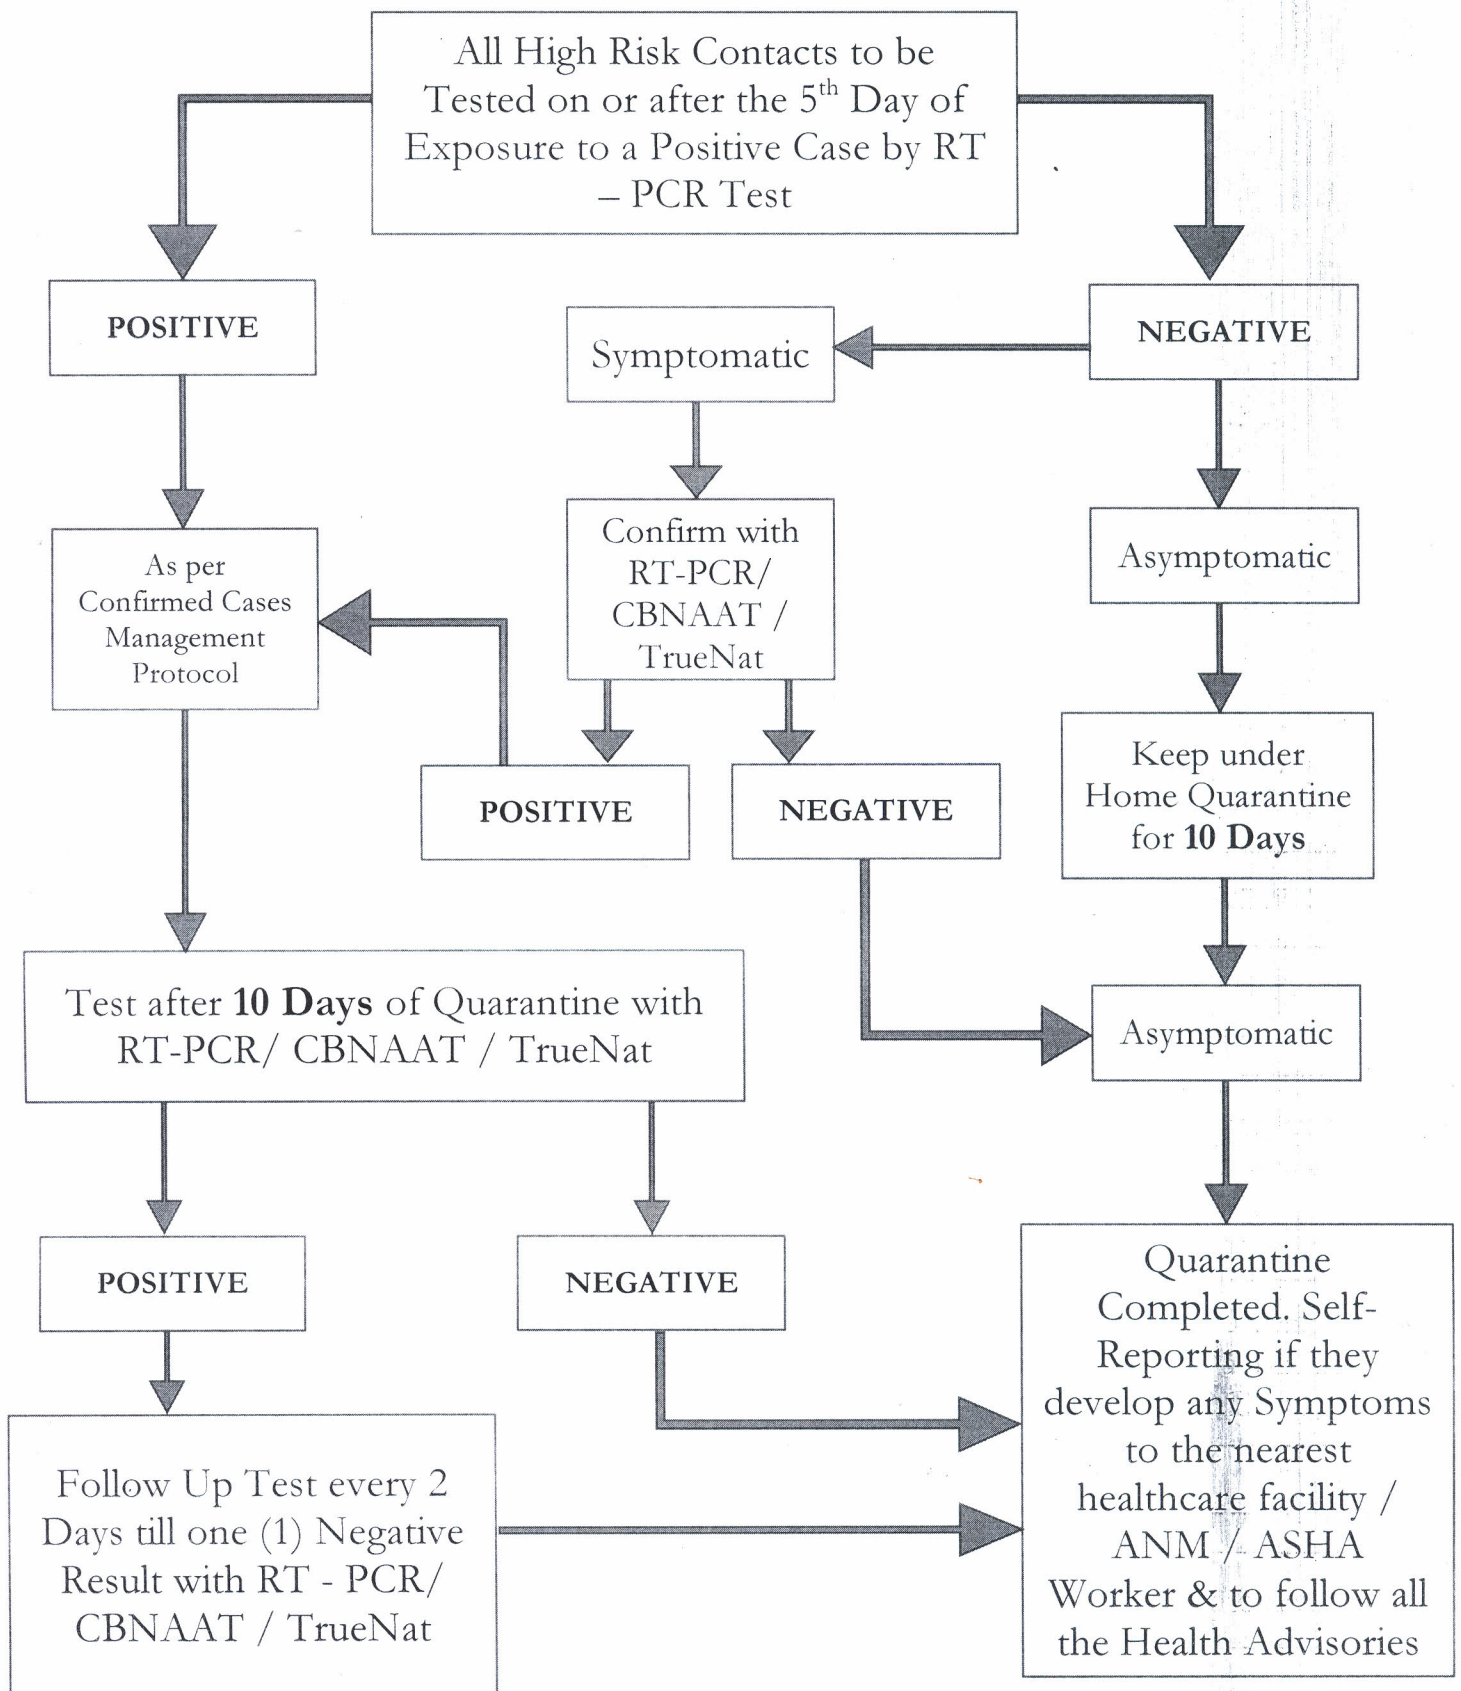 All High Risk Contacts to be
Tested on or after the 5th Day of
Exposure to a Positive Case by RT
– PCR Test
POSITIVE
NEGATIVE
Symptomatic
As per
Confirmed Cases
Management
Protocol
Confirm with
RT-PCR/
CBNAAT /
TrueNat
Asymptomatic
POSITIVE
NEGATIVE
Keep under
Home Quarantine
for 10 Days
Test after 10 Days of Quarantine with
RT-PCR/ CBNAAT / TrueNat
Asymptomatic
POSITIVE
NEGATIVE
Quarantine
Completed. Self-
Reporting if they
develop any Symptoms
to the nearest
healthcare facility /
ANM / ASHA
Worker & to follow all
the Health Advisories
Follow Up Test every 2
Days till one (1) Negative
Result with RT - PCR/
CBNAAT / TrueNat